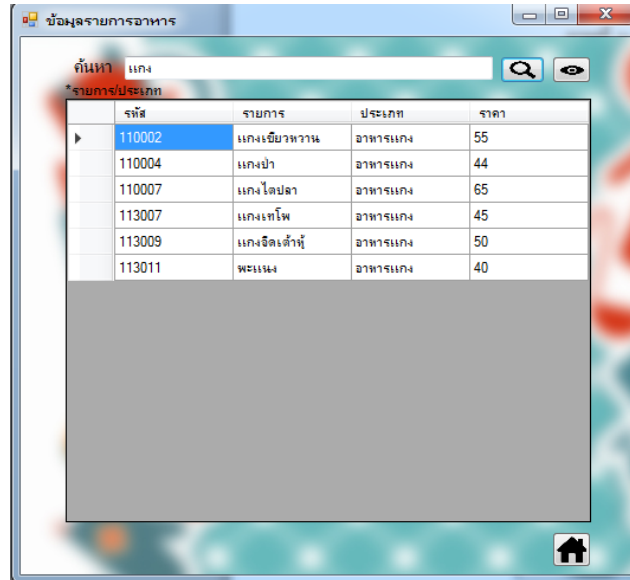 ข้อมูลรายการอาหาร
ค้นหา แกง
*รายการ/ประเภท
รหัส รายการ ประเภท ราคา
110002 แกงเขียวหวาน อาหารแกง 55
110004 แกงป่า อาหารแกง 44
110007 แกงไตปลา อาหารแกง 65
113007 แกงเทโพ อาหารแกง 45
113009 แกงจืดเต้าหู้ อาหารแกง 50
113011 พะแนง อาหารแกง 40